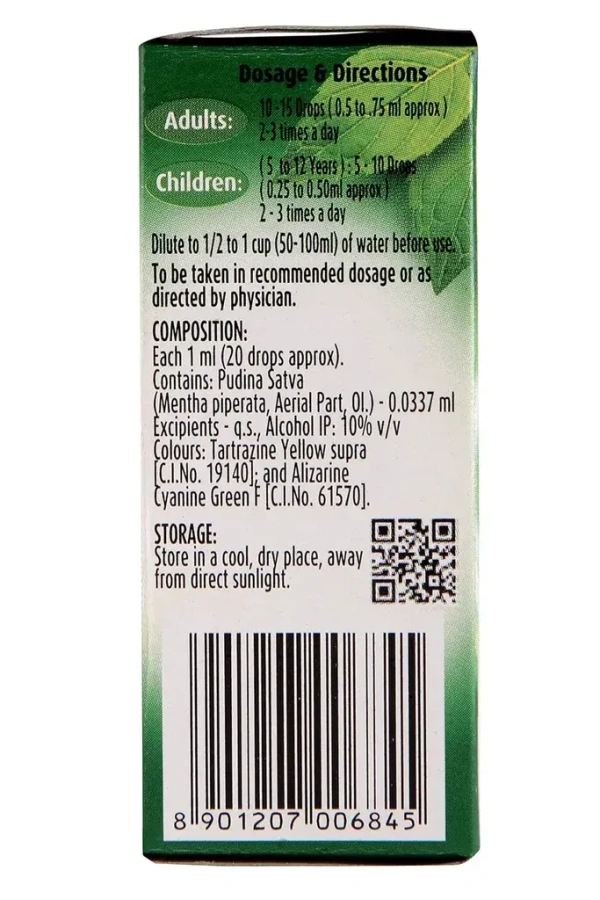 Dosage & Directions
Adults:
10 -15 Drops ( 0.5 to .75 ml approx )
2-3 times a day
Children:
( 5 to 12 Years ) : 5 - 10 Drops
( 0.25 to 0.50ml approx )
2 - 3 times a day
Dilute to 1/2 to 1 cup (50-100ml) of water before use.
To be taken in recommended dosage or as
directed by physician.
COMPOSITION:
Each 1 ml (20 drops approx).
Contains: Pudina Satva
(Mentha piperata, Aerial Part, Ol.) - 0.0337 ml
Excipients - q.s., Alcohol IP: 10% v/v
Colours: Tartrazine Yellow supra
[C.I.No. 19140]; and Alizarine
Cyanine Green F [C.I.No. 61570].
STORAGE:
Store in a cool, dry place, away
from direct sunlight.
8 901207 006845